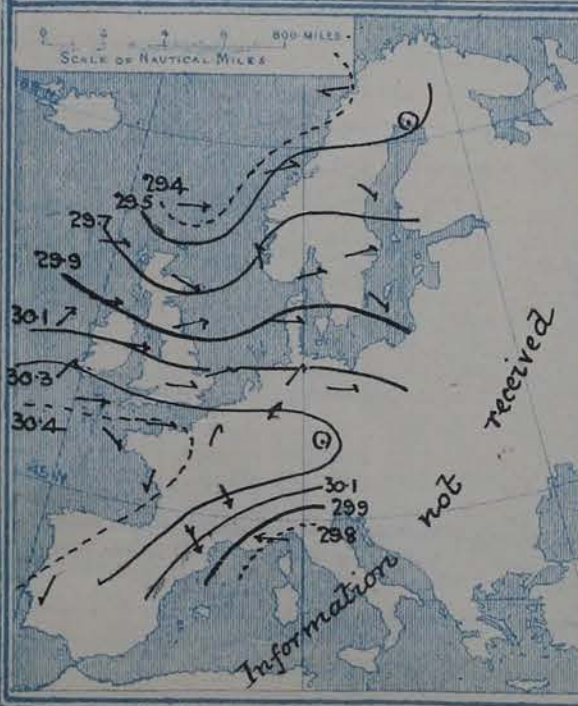 800 MILES
SCALE OF NAUTICAL MILES
29.4
29.5
29.7
29.9
30.1
30.3
30.4
45°N
30.1
29.9
29.8
Information not received